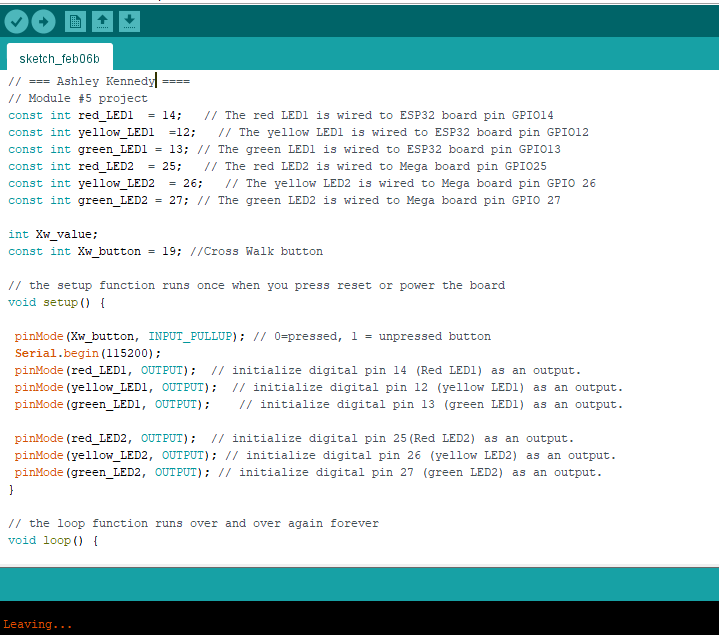 sketch_feb06b
// === Ashley Kennedy ====
// Module #5 project
const int red_LED1  = 14;   // The red LED1 is wired to ESP32 board pin GPIO14
const int yellow_LED1  =12;   // The yellow LED1 is wired to ESP32 board pin GPIO12
const int green_LED1 = 13; // The green LED1 is wired to ESP32 board pin GPIO13
const int red_LED2  = 25;   // The red LED2 is wired to Mega board pin GPIO25
const int yellow_LED2  = 26;   // The yellow LED2 is wired to Mega board pin GPIO 26
const int green_LED2 = 27; // The green LED2 is wired to Mega board pin GPIO 27
int Xw_value;
const int Xw_button = 19; //Cross Walk button
// the setup function runs once when you press reset or power the board
void setup() {
pinMode(Xw_button, INPUT_PULLUP); // 0=pressed, 1 = unpressed button
Serial.begin(115200);
pinMode(red_LED1, OUTPUT);  // initialize digital pin 14 (Red LED1) as an output.
pinMode(yellow_LED1, OUTPUT);  // initialize digital pin 12 (yellow LED1) as an output.
pinMode(green_LED1, OUTPUT);    // initialize digital pin 13 (green LED1) as an output.
pinMode(red_LED2, OUTPUT);  // initialize digital pin 25(Red LED2) as an output.
pinMode(yellow_LED2, OUTPUT); // initialize digital pin 26 (yellow LED2) as an output.
pinMode(green_LED2, OUTPUT); // initialize digital pin 27 (green LED2) as an output.
}
// the loop function runs over and over again forever
void loop() {
Leaving...